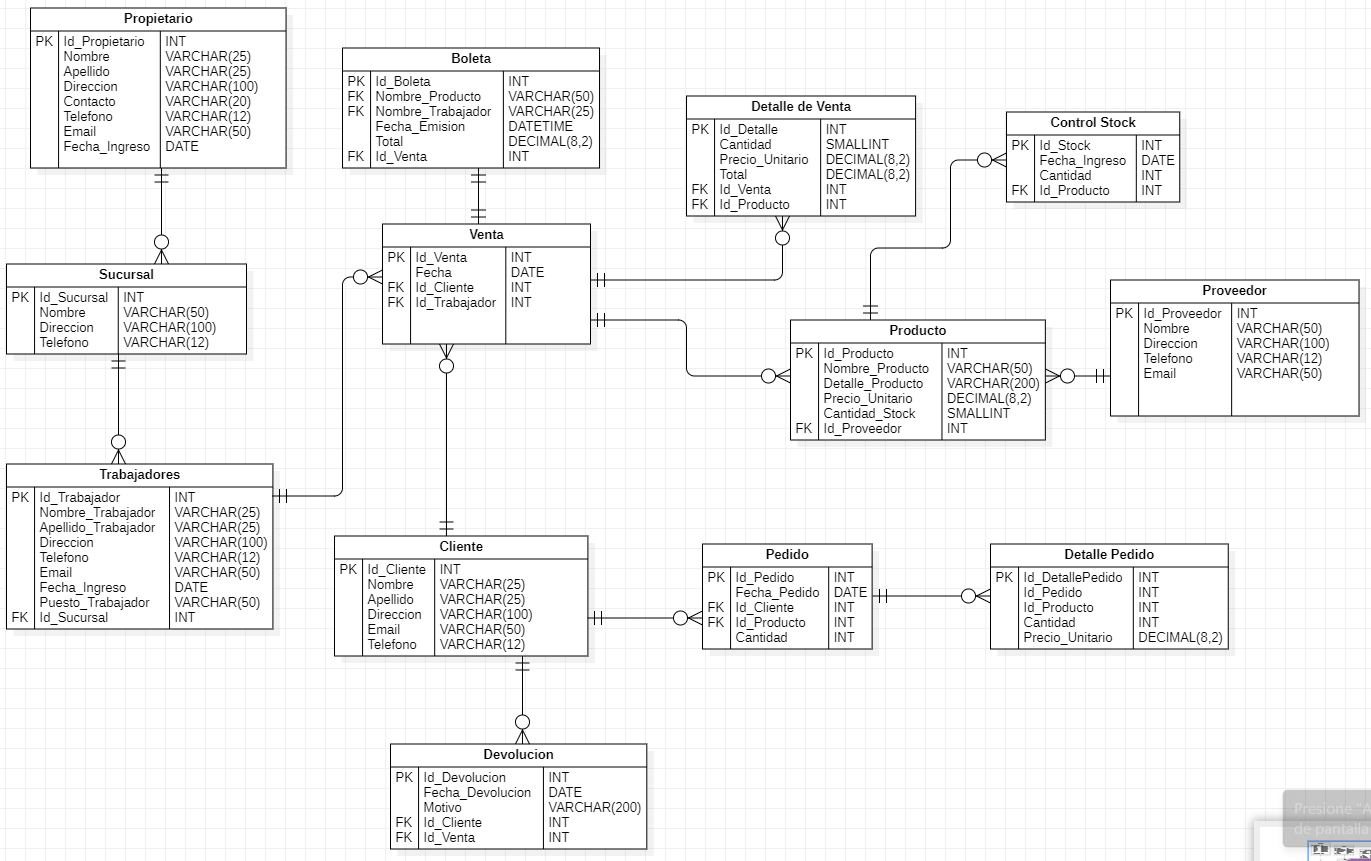 Propietario
PK Id_Propietario INT
Nombre VARCHAR(25)
Apellido VARCHAR(25)
Direccion VARCHAR(100)
Contacto VARCHAR(20)
Telefono VARCHAR(12)
Email VARCHAR(50)
Fecha_Ingreso DATE
Boleta
PK Id_Boleta INT
FK Nombre_Producto VARCHAR(50)
FK Nombre_Trabajador VARCHAR(25)
Fecha_Emision DATETIME
Total DECIMAL(8,2)
FK Id_Venta INT
Detalle de Venta
PK Id_Detalle INT
Cantidad SMALLINT
Precio_Unitario DECIMAL(8,2)
Total DECIMAL(8,2)
FK Id_Venta INT
FK Id_Producto INT
Control Stock
PK Id_Stock INT
Fecha_Ingreso DATE
Cantidad INT
FK Id_Producto INT
Sucursal
PK Id_Sucursal INT
Nombre VARCHAR(50)
Direccion VARCHAR(100)
Telefono VARCHAR(12)
Venta
PK Id_Venta INT
Fecha DATE
FK Id_Cliente INT
FK Id_Trabajador INT
Producto
PK Id_Producto INT
Nombre_Producto VARCHAR(50)
Detalle_Producto VARCHAR(200)
Precio_Unitario DECIMAL(8,2)
Cantidad_Stock SMALLINT
FK Id_Proveedor INT
Proveedor
PK Id_Proveedor INT
Nombre VARCHAR(50)
Direccion VARCHAR(100)
Telefono VARCHAR(12)
Email VARCHAR(50)
Trabajadores
PK Id_Trabajador INT
Nombre_Trabajador VARCHAR(25)
Apellido_Trabajador VARCHAR(25)
Direccion VARCHAR(100)
Telefono VARCHAR(12)
Email VARCHAR(50)
Fecha_Ingreso DATE
Puesto_Trabajador VARCHAR(50)
FK Id_Sucursal INT
Cliente
PK Id_Cliente INT
Nombre VARCHAR(25)
Apellido VARCHAR(25)
Direccion VARCHAR(100)
Email VARCHAR(50)
Telefono VARCHAR(12)
Pedido
PK Id_Pedido INT
Fecha_Pedido DATE
FK Id_Cliente INT
FK Id_Producto INT
Cantidad INT
Detalle Pedido
PK Id_DetallePedido INT
Id_Pedido INT
Id_Producto INT
Cantidad INT
Precio_Unitario DECIMAL(8,2)
Devolucion
PK Id_Devolucion INT
Fecha_Devolucion DATE
Motivo VARCHAR(200)
FK Id_Cliente INT
FK Id_Venta INT
Presione "A
de pantalla